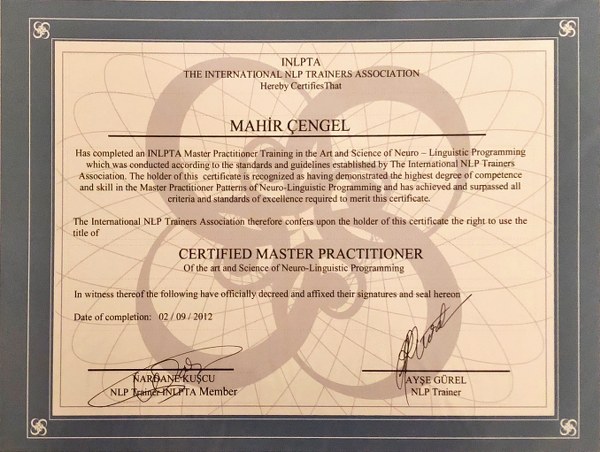 INLPTA
THE INTERNATIONAL NLP TRAINERS ASSOCIATION
Hereby CertifiesThat
MAHİR ÇENGEL
Has completed an INLPTA Master Practitioner Training in the Art and Science of Neuro – Linguistic Programming
which was conducted according to the standards and guidelines established by The International NLP Trainers
Association. The holder of this certificate is recognized as having demonstrated the highest degree of competence
and skill in the Master Practitioner Patterns of Neuro-Linguistic Programming and has achieved and surpassed all
criteria and standards of excellence required to merit this certificate.
The International NLP Trainers Association therefore confers upon the holder of this certificate the right to use the
title of
CERTIFIED MASTER PRACTITIONER
Of the art and Science of Neuro-Linguistic Programming
In witness thereof the following have officially decreed and affixed their signatures and seal hereon
Date of completion: 02 / 09 / 2012
NARDANE KUŞCU
NLP Trainer INLPTA Member
AYŞE GÜREL
NLP Trainer